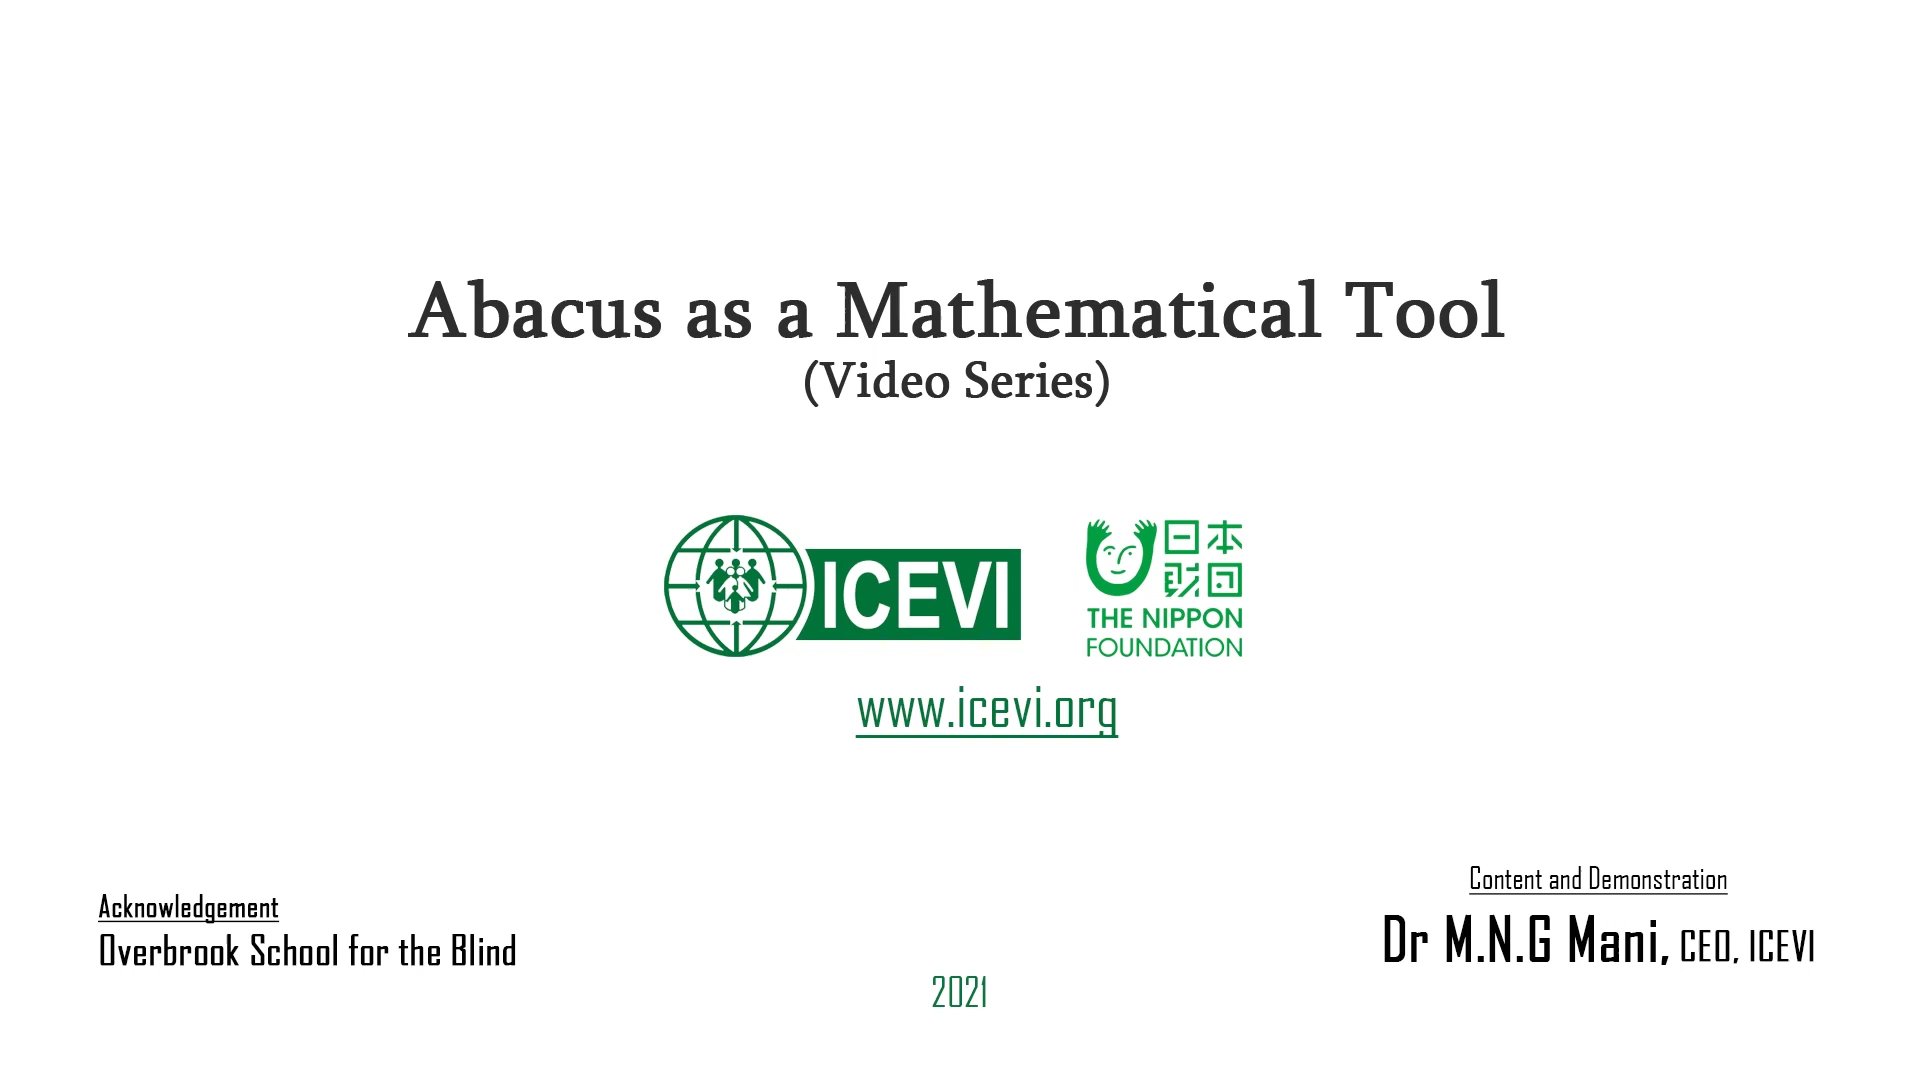 Abacus as a Mathematical Tool
(Video Series)
ICEVI
日本
財団
THE NIPPON
FOUNDATION
www.icevi.org
Acknowledgement
Overbrook School for the Blind
Content and Demonstration
Dr M.N.G Mani, CEO, ICEVI
2021